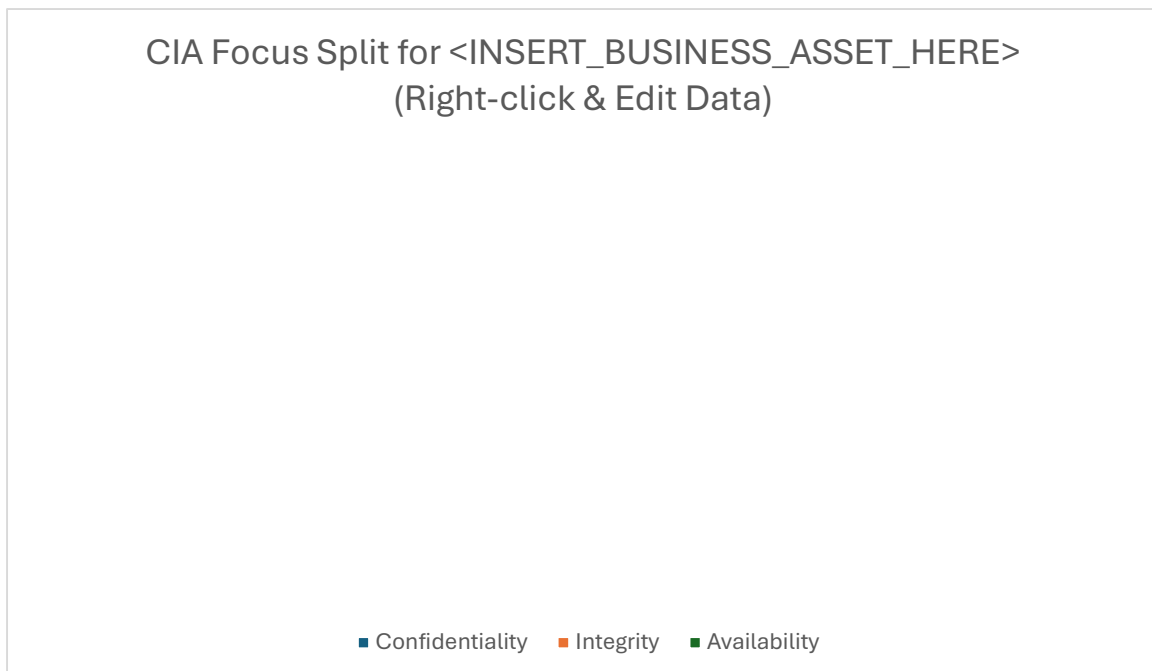 CIA Focus Split for <INSERT_BUSINESS_ASSET_HERE>
(Right-click & Edit Data)
Confidentiality Integrity Availability